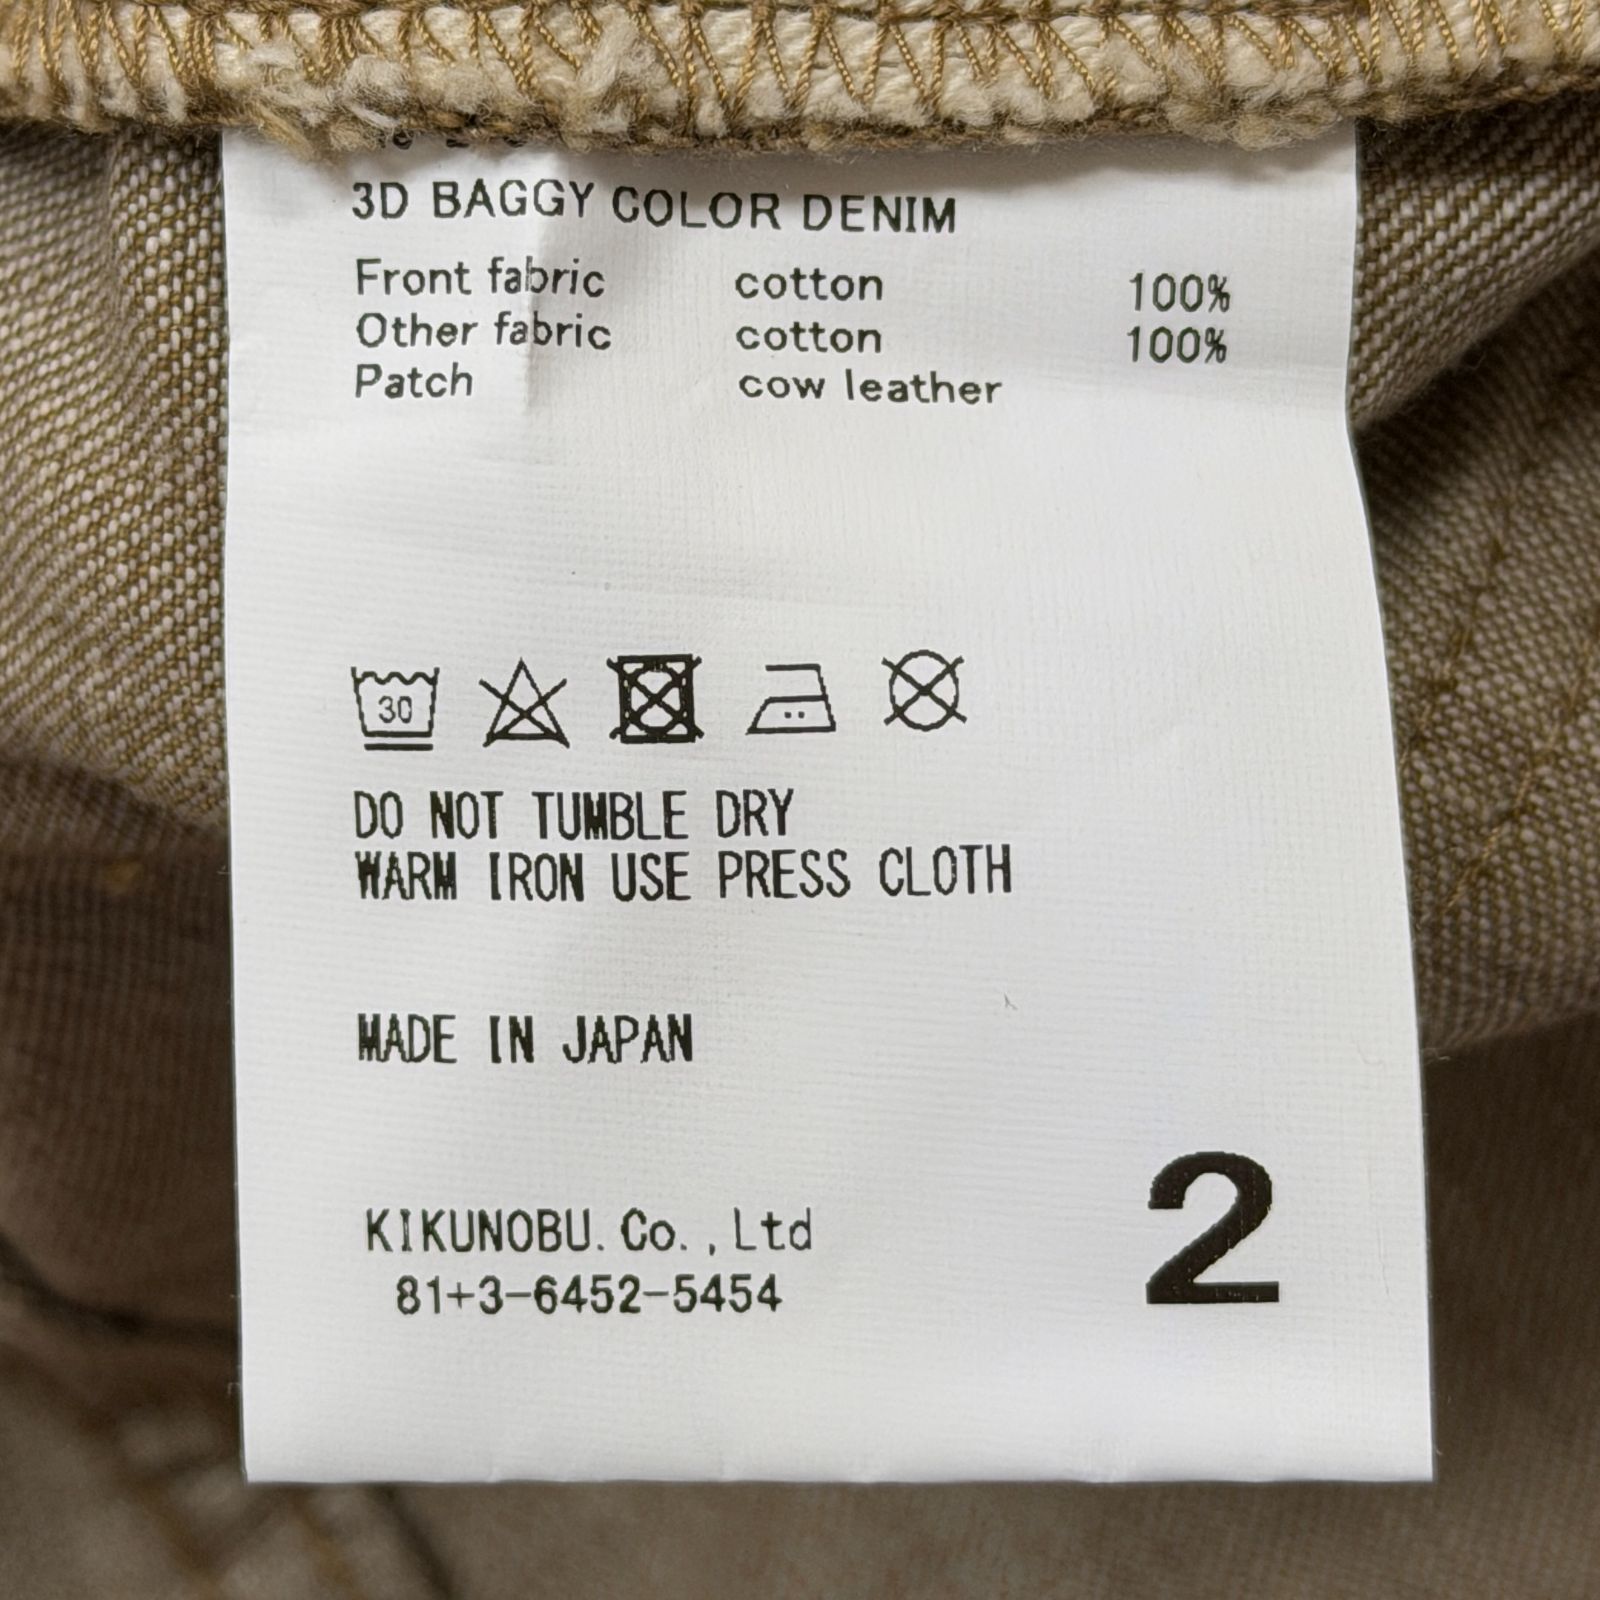 3D BAGGY COLOR DENIM
Front fabric cotton 100%
Other fabric cotton 100%
Patch cow leather
30
DO NOT TUMBLE DRY
WARM IRON USE PRESS CLOTH
MADE IN JAPAN
2
KIKUNOBU. Co. , Ltd
81+3-6452-5454